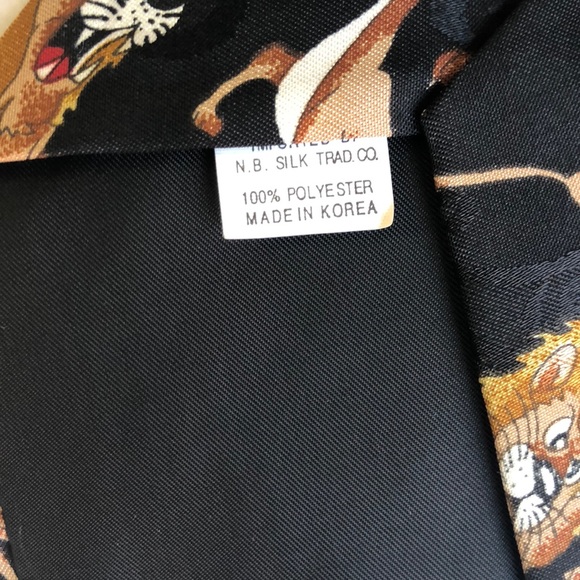 N.B. SILK TRAD. CO.
100% POLYESTER
MADE IN KOREA